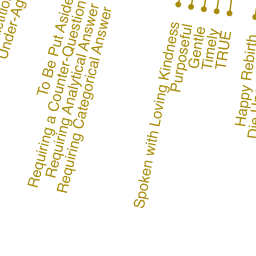 Under-Ag
To Be Put Aside
Requiring a Counter-Question
Requiring Analytical Answer
Requiring Categorical Answer
Spoken with Loving Kindness
Purposeful
Gentle
Timely
TRUE
Happy Rebirth